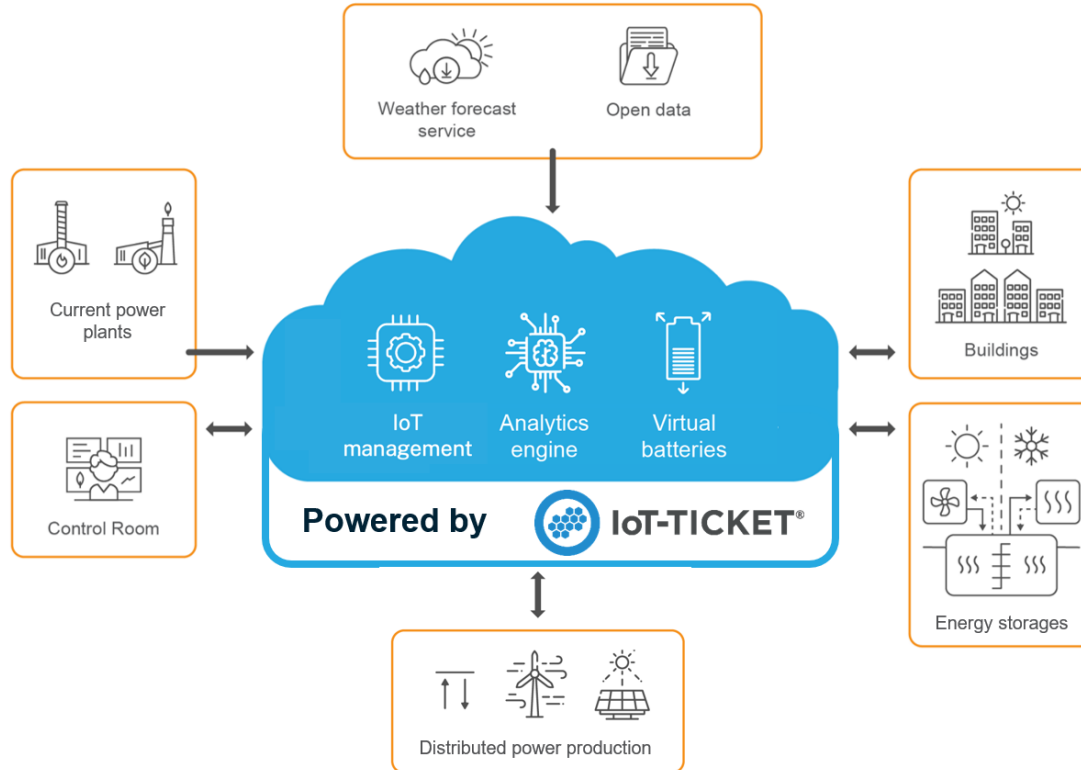 Weather forecast
service
Open data
Current power
plants
Buildings
IoT
management
Analytics
engine
Virtual
batteries
Control Room
Powered by
IoT-TICKET®
Energy storages
Distributed power production